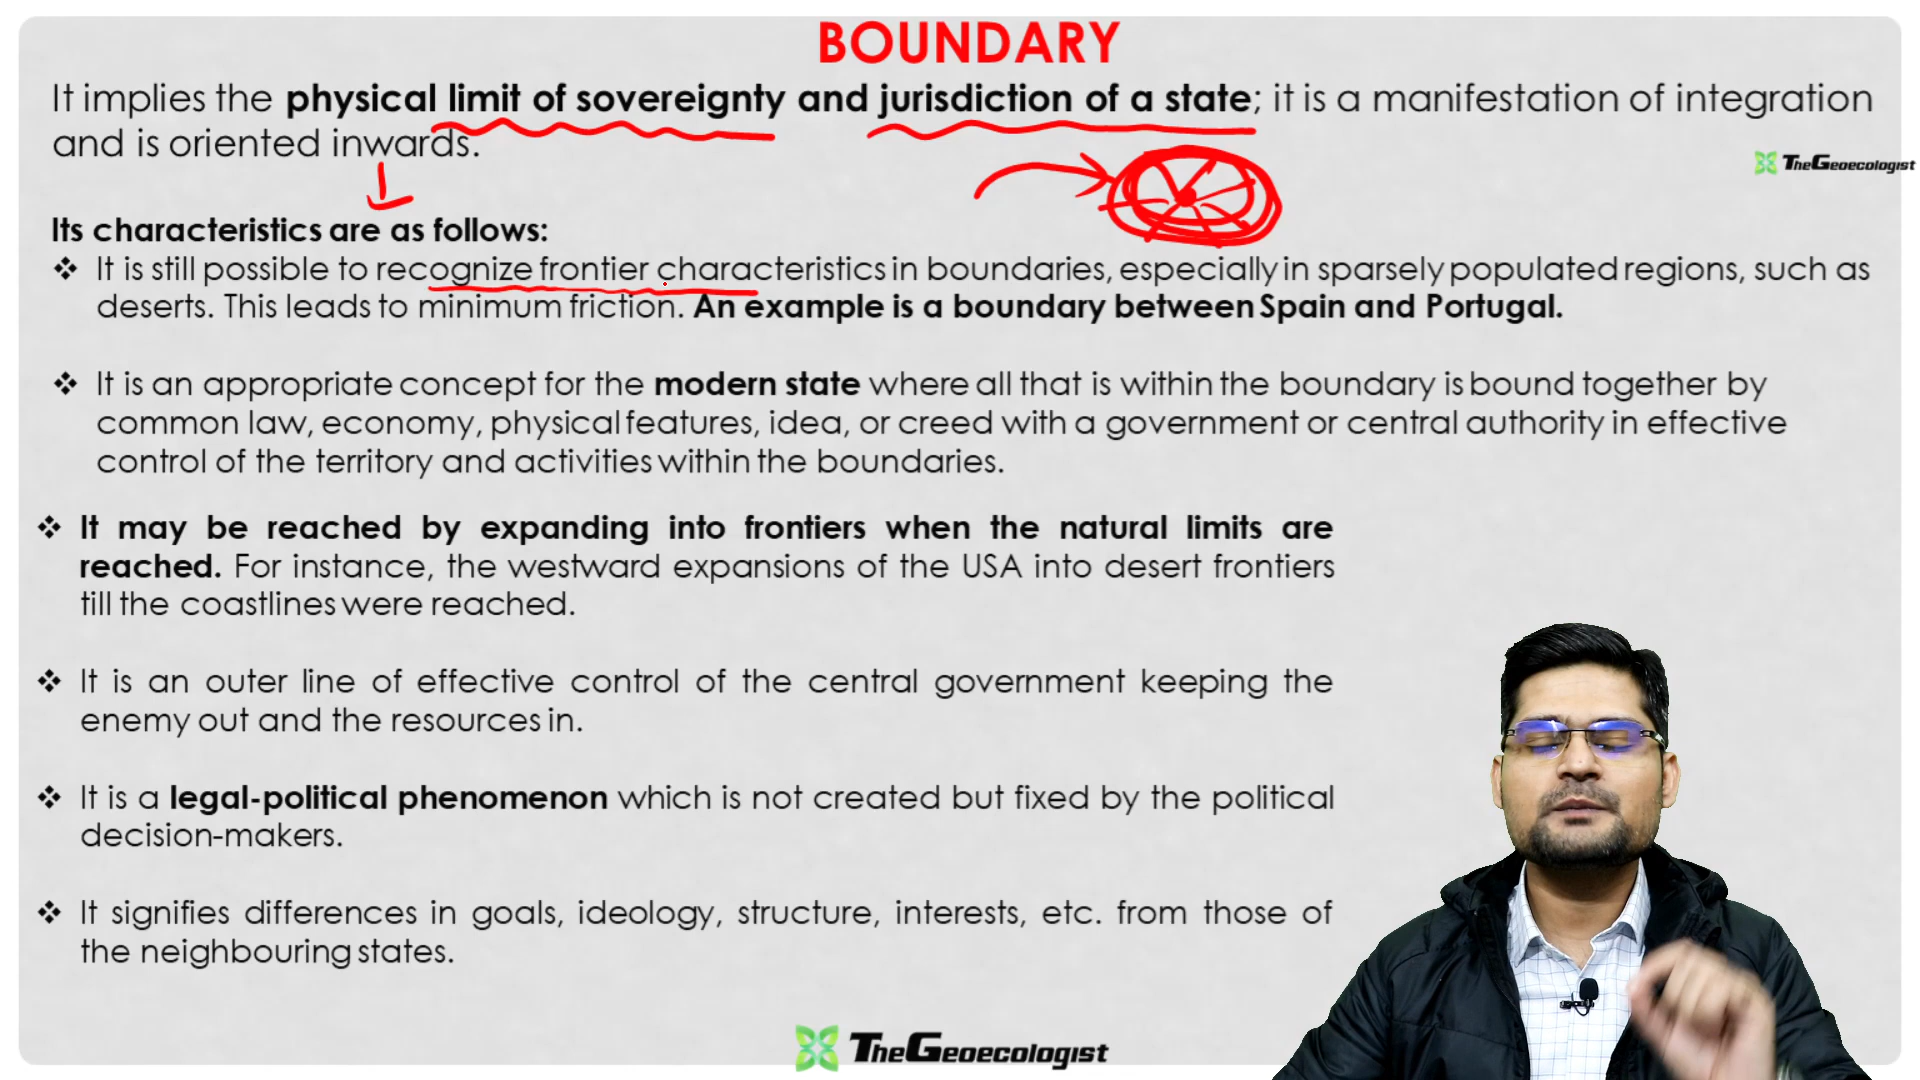 BOUNDARY
It implies the physical limit of sovereignty and jurisdiction of a state; it is a manifestation of integration
and is oriented inwards.
TheGeoecologist
Its characteristics are as follows:
❖ It is still possible to recognize frontier characteristics in boundaries, especially in sparsely populated regions, such as
deserts. This leads to minimum friction. An example is a boundary between Spain and Portugal.
❖ It is an appropriate concept for the modern state where all that is within the boundary is bound together by
common law, economy, physical features, idea, or creed with a government or central authority in effective
control of the territory and activities within the boundaries.
❖ It may be reached by expanding into frontiers when the natural limits are
reached. For instance, the westward expansions of the USA into desert frontiers
till the coastlines were reached.
❖ It is an outer line of effective control of the central government keeping the
enemy out and the resources in.
❖ It is a legal-political phenomenon which is not created but fixed by the political
decision-makers.
❖ It signifies differences in goals, ideology, structure, interests, etc. from those of
the neighbouring states.
TheGeoecologist